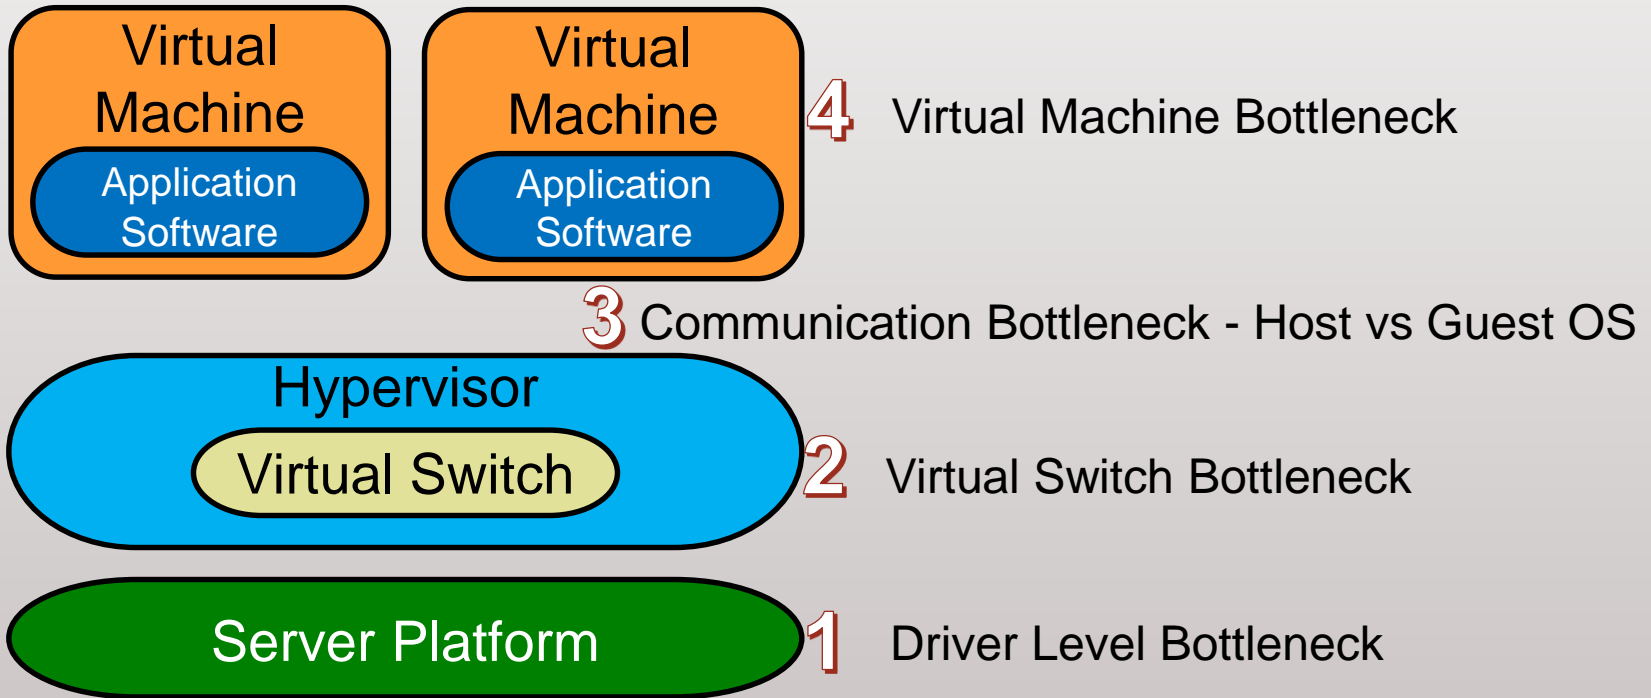 Virtual
Machine
Application
Software
Virtual
Machine
Application
Software
4 Virtual Machine Bottleneck
3 Communication Bottleneck - Host vs Guest OS
Hypervisor
Virtual Switch
2 Virtual Switch Bottleneck
Server Platform
1 Driver Level Bottleneck